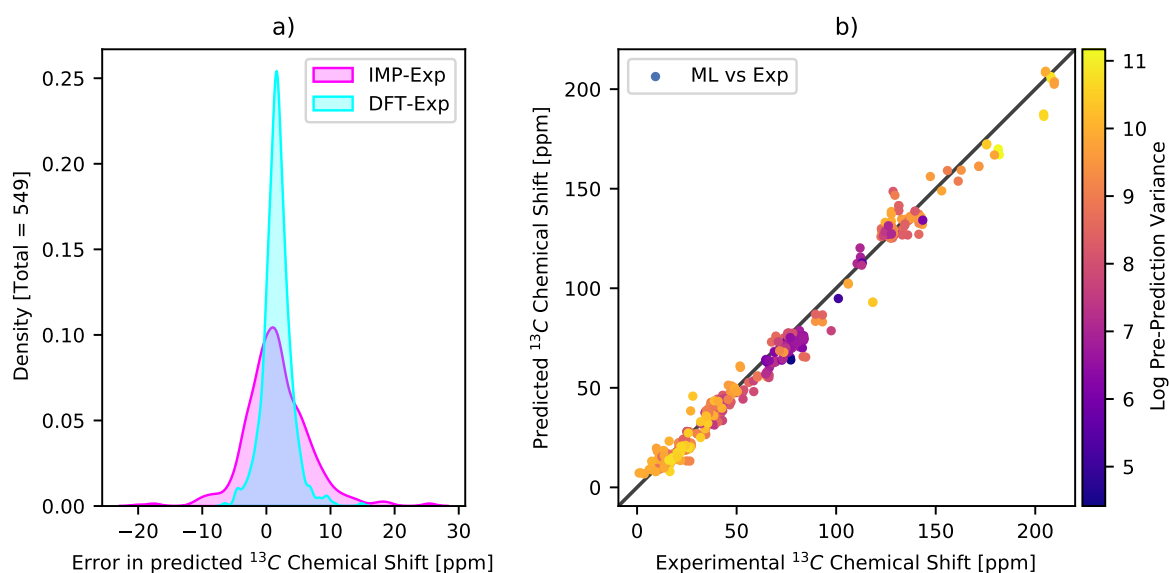 a)
IMP-Exp
DFT-Exp
0.25
0.20
0.15
0.10
0.05
0.00
Density [Total = 549]
−20 −10 0 10 20 30
Error in predicted ¹³C Chemical Shift [ppm]
b)
ML vs Exp
200
150
100
50
0
Predicted ¹³C Chemical Shift [ppm]
0 50 100 150 200
Experimental ¹³C Chemical Shift [ppm]
11
10
9
8
7
6
5
Log Pre-Prediction Variance